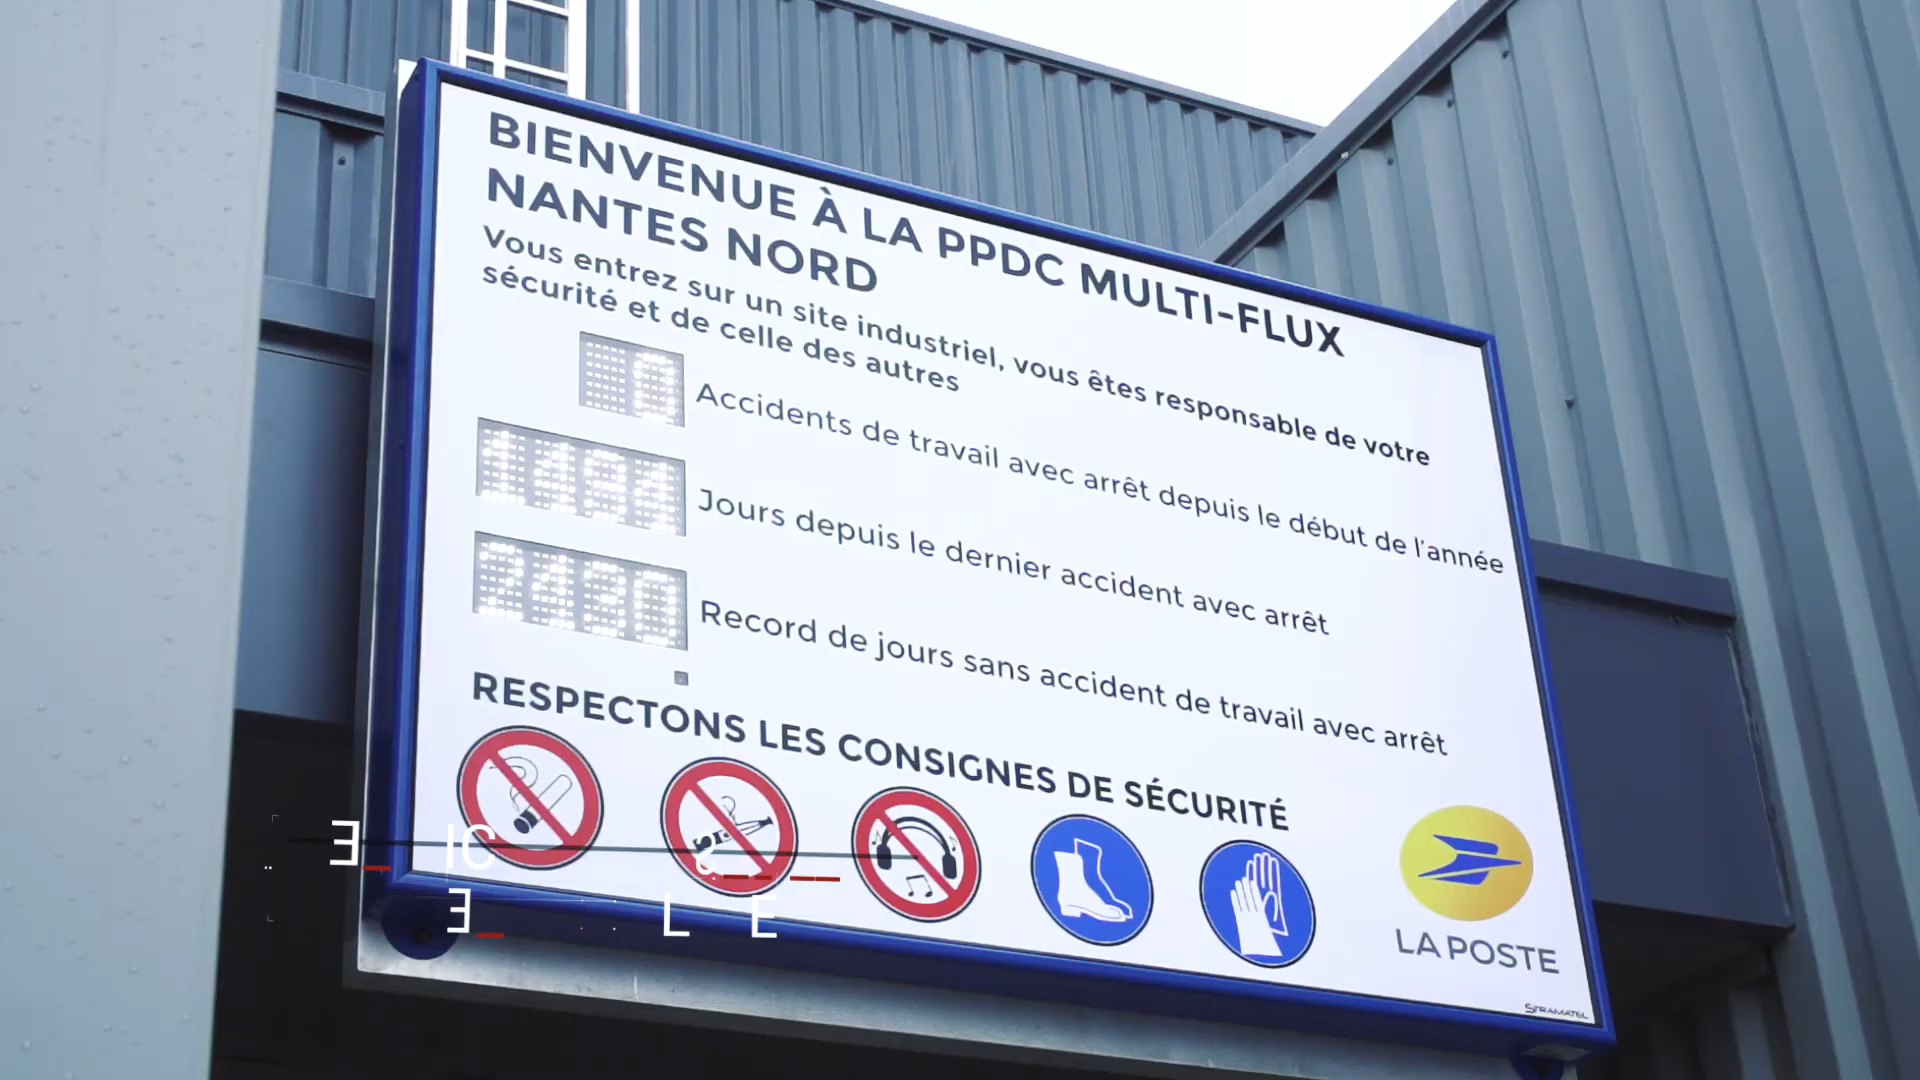 BIENVENUE À LA PPDC MULTI-FLUX
NANTES NORD
Vous entrez sur un site industriel, vous êtes responsable de votre
sécurité et de celle des autres
Accidents de travail avec arrêt depuis le début de l'année
Jours depuis le dernier accident avec arrêt
Record de jours sans accident de travail avec arrêt
RESPECTONS LES CONSIGNES DE SÉCURITÉ
LA POSTE
STRAMATEL